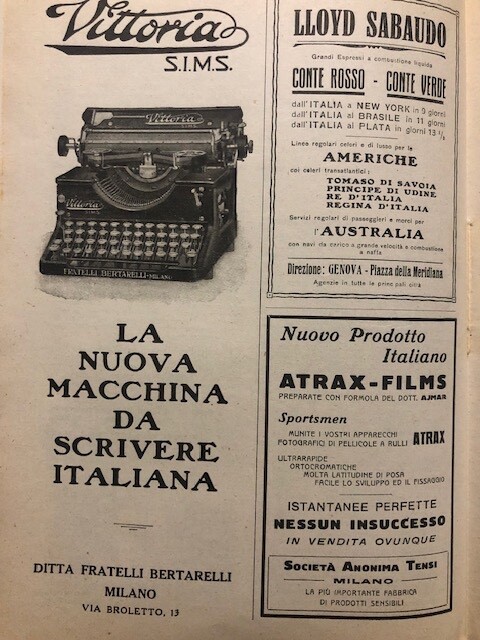 Vittoria
S.I.M.S.
Vittoria
S.I.M.S.
Vittoria
S.I.M.S.
FRATELLI BERTARELLI-MILANO
LA
NUOVA
MACCHINA
DA
SCRIVERE
ITALIANA
DITTA FRATELLI BERTARELLI
MILANO
VIA BROLETTO, 13
LLOYD SABAUDO
Grandi Espressi a combustione liquida
CONTE ROSSO - CONTE VERDE
dall'ITALIA a NEW YORK in 9 giorni
dall'ITALIA al BRASILE in 11 giorni
dall'ITALIA al PLATA in giorni 13 ½
Linee regolari celeri e di lusso per le
AMERICHE
coi celeri transatlantici:
TOMASO DI SAVOIA
PRINCIPE DI UDINE
RE D'ITALIA
REGINA D'ITALIA
Servizi regolari di passeggieri e merci per
l'AUSTRALIA
con navi da carico a grande velocità e combustione
a nafta
Direzione: GENOVA - Piazza della Meridiana
Agenzie in tutte le principali città
Nuovo Prodotto
Italiano
ATRAX-FILMS
PREPARATE CON FORMOLA DEL DOTT. AJMAR
Sportsmen
MUNITE I VOSTRI APPARECCHI
FOTOGRAFICI DI PELLICOLE A RULLI ATRAX
ULTRARAPIDE
ORTOCROMATICHE
MOLTA LATITUDINE DI POSA
FACILE LO SVILUPPO ED IL FISSAGGIO
ISTANTANEE PERFETTE
NESSUN INSUCCESSO
IN VENDITA OVUNQUE
SOCIETÀ ANONIMA TENSI
MILANO
LA PIÙ IMPORTANTE FABBRICA
DI PRODOTTI SENSIBILI